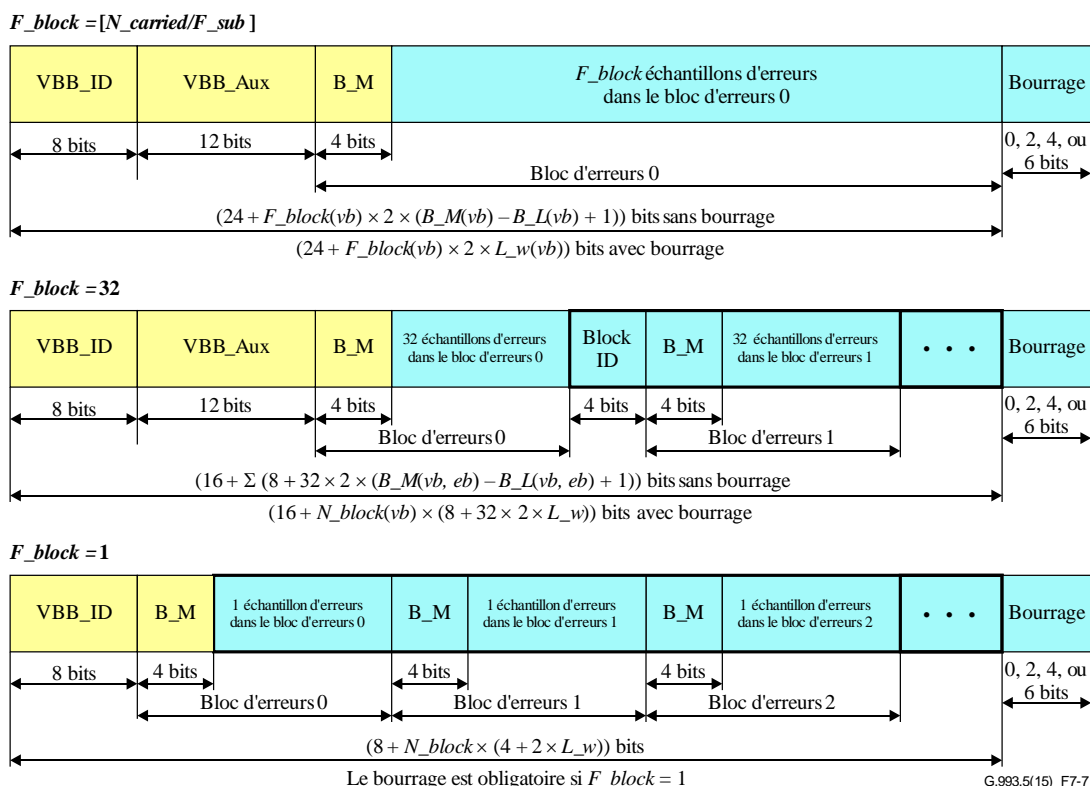 F_block = [N_carried/F_sub ]
VBB_ID
VBB_Aux
B_M
F_block échantillons d'erreurs
dans le bloc d'erreurs 0
Bourrage
8 bits
12 bits
4 bits
0, 2, 4, ou
6 bits
Bloc d'erreurs 0
(24 + F_block(vb) × 2 × (B_M(vb) – B_L(vb) + 1)) bits sans bourrage
(24 + F_block(vb) × 2 × L_w(vb)) bits avec bourrage
F_block = 32
VBB_ID
VBB_Aux
B_M
32 échantillons d'erreurs
dans le bloc d'erreurs 0
Block
ID
B_M
32 échantillons d'erreurs
dans le bloc d'erreurs 1
• • •
Bourrage
8 bits
12 bits
4 bits
4 bits
4 bits
0, 2, 4, ou
6 bits
Bloc d'erreurs 0
Bloc d'erreurs 1
(16 + Σ (8 + 32 × 2 × (B_M(vb, eb) – B_L(vb, eb) + 1)) bits sans bourrage
(16 + N_block(vb) × (8 + 32 × 2 × L_w)) bits avec bourrage
F_block = 1
VBB_ID
B_M
1 échantillon d'erreurs
dans le bloc d'erreurs 0
B_M
1 échantillon d'erreurs
dans le bloc d'erreurs 1
B_M
1 échantillon d'erreurs
dans le bloc d'erreurs 2
• • •
Bourrage
8 bits
4 bits
4 bits
4 bits
0, 2, 4, ou
6 bits
Bloc d'erreurs 0
Bloc d'erreurs 1
Bloc d'erreurs 2
(8 + N_block × (4 + 2 × L_w)) bits
Le bourrage est obligatoire si F_block = 1
G.993.5(15)_F7-7